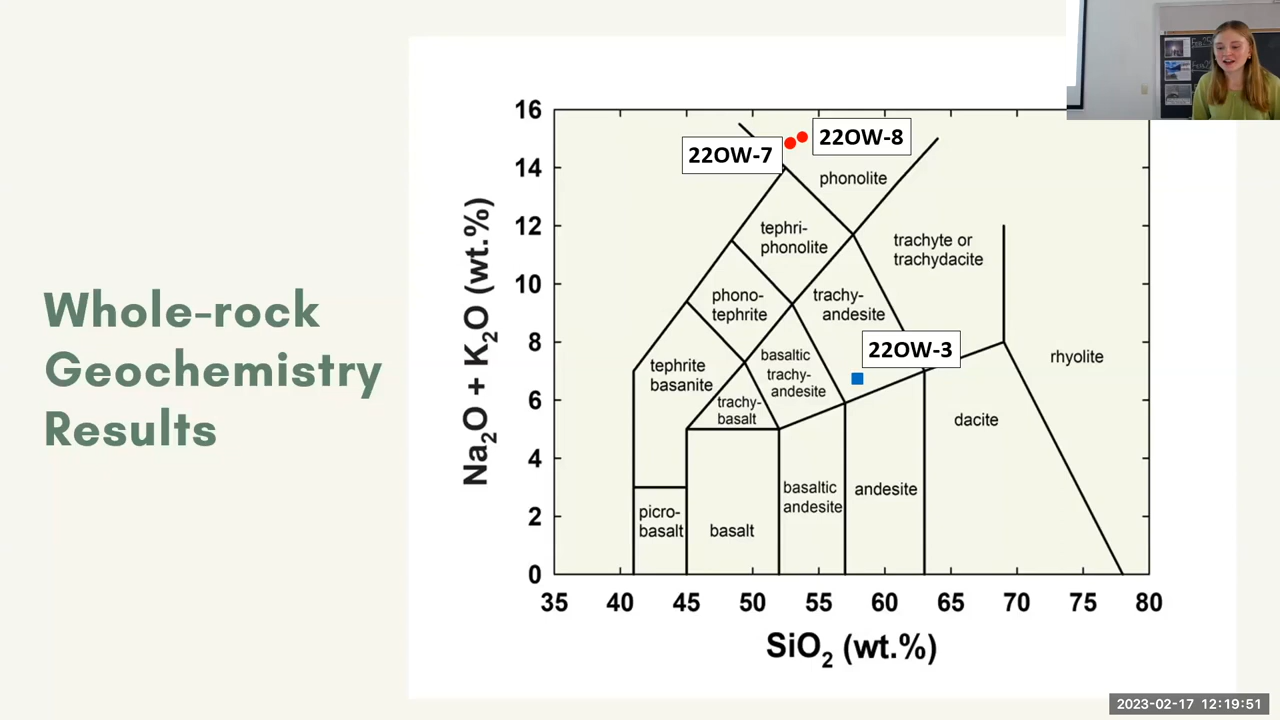 Whole-rock
Geochemistry
Results
Na2O + K2O (wt.%)
16
14
12
10
8
6
4
2
0
22OW-7
22OW-8
phonolite
tephri-
phonolite
trachyte or
trachydacite
phono-
tephrite
trachy-
andesite
22OW-3
tephrite
basanite
basaltic
trachy-
andesite
rhyolite
trachy-
basalt
dacite
basaltic
andesite
andesite
picro-
basalt
basalt
35 40 45 50 55 60 65 70 75 80
SiO2 (wt.%)
2023-02-17 12:19:51